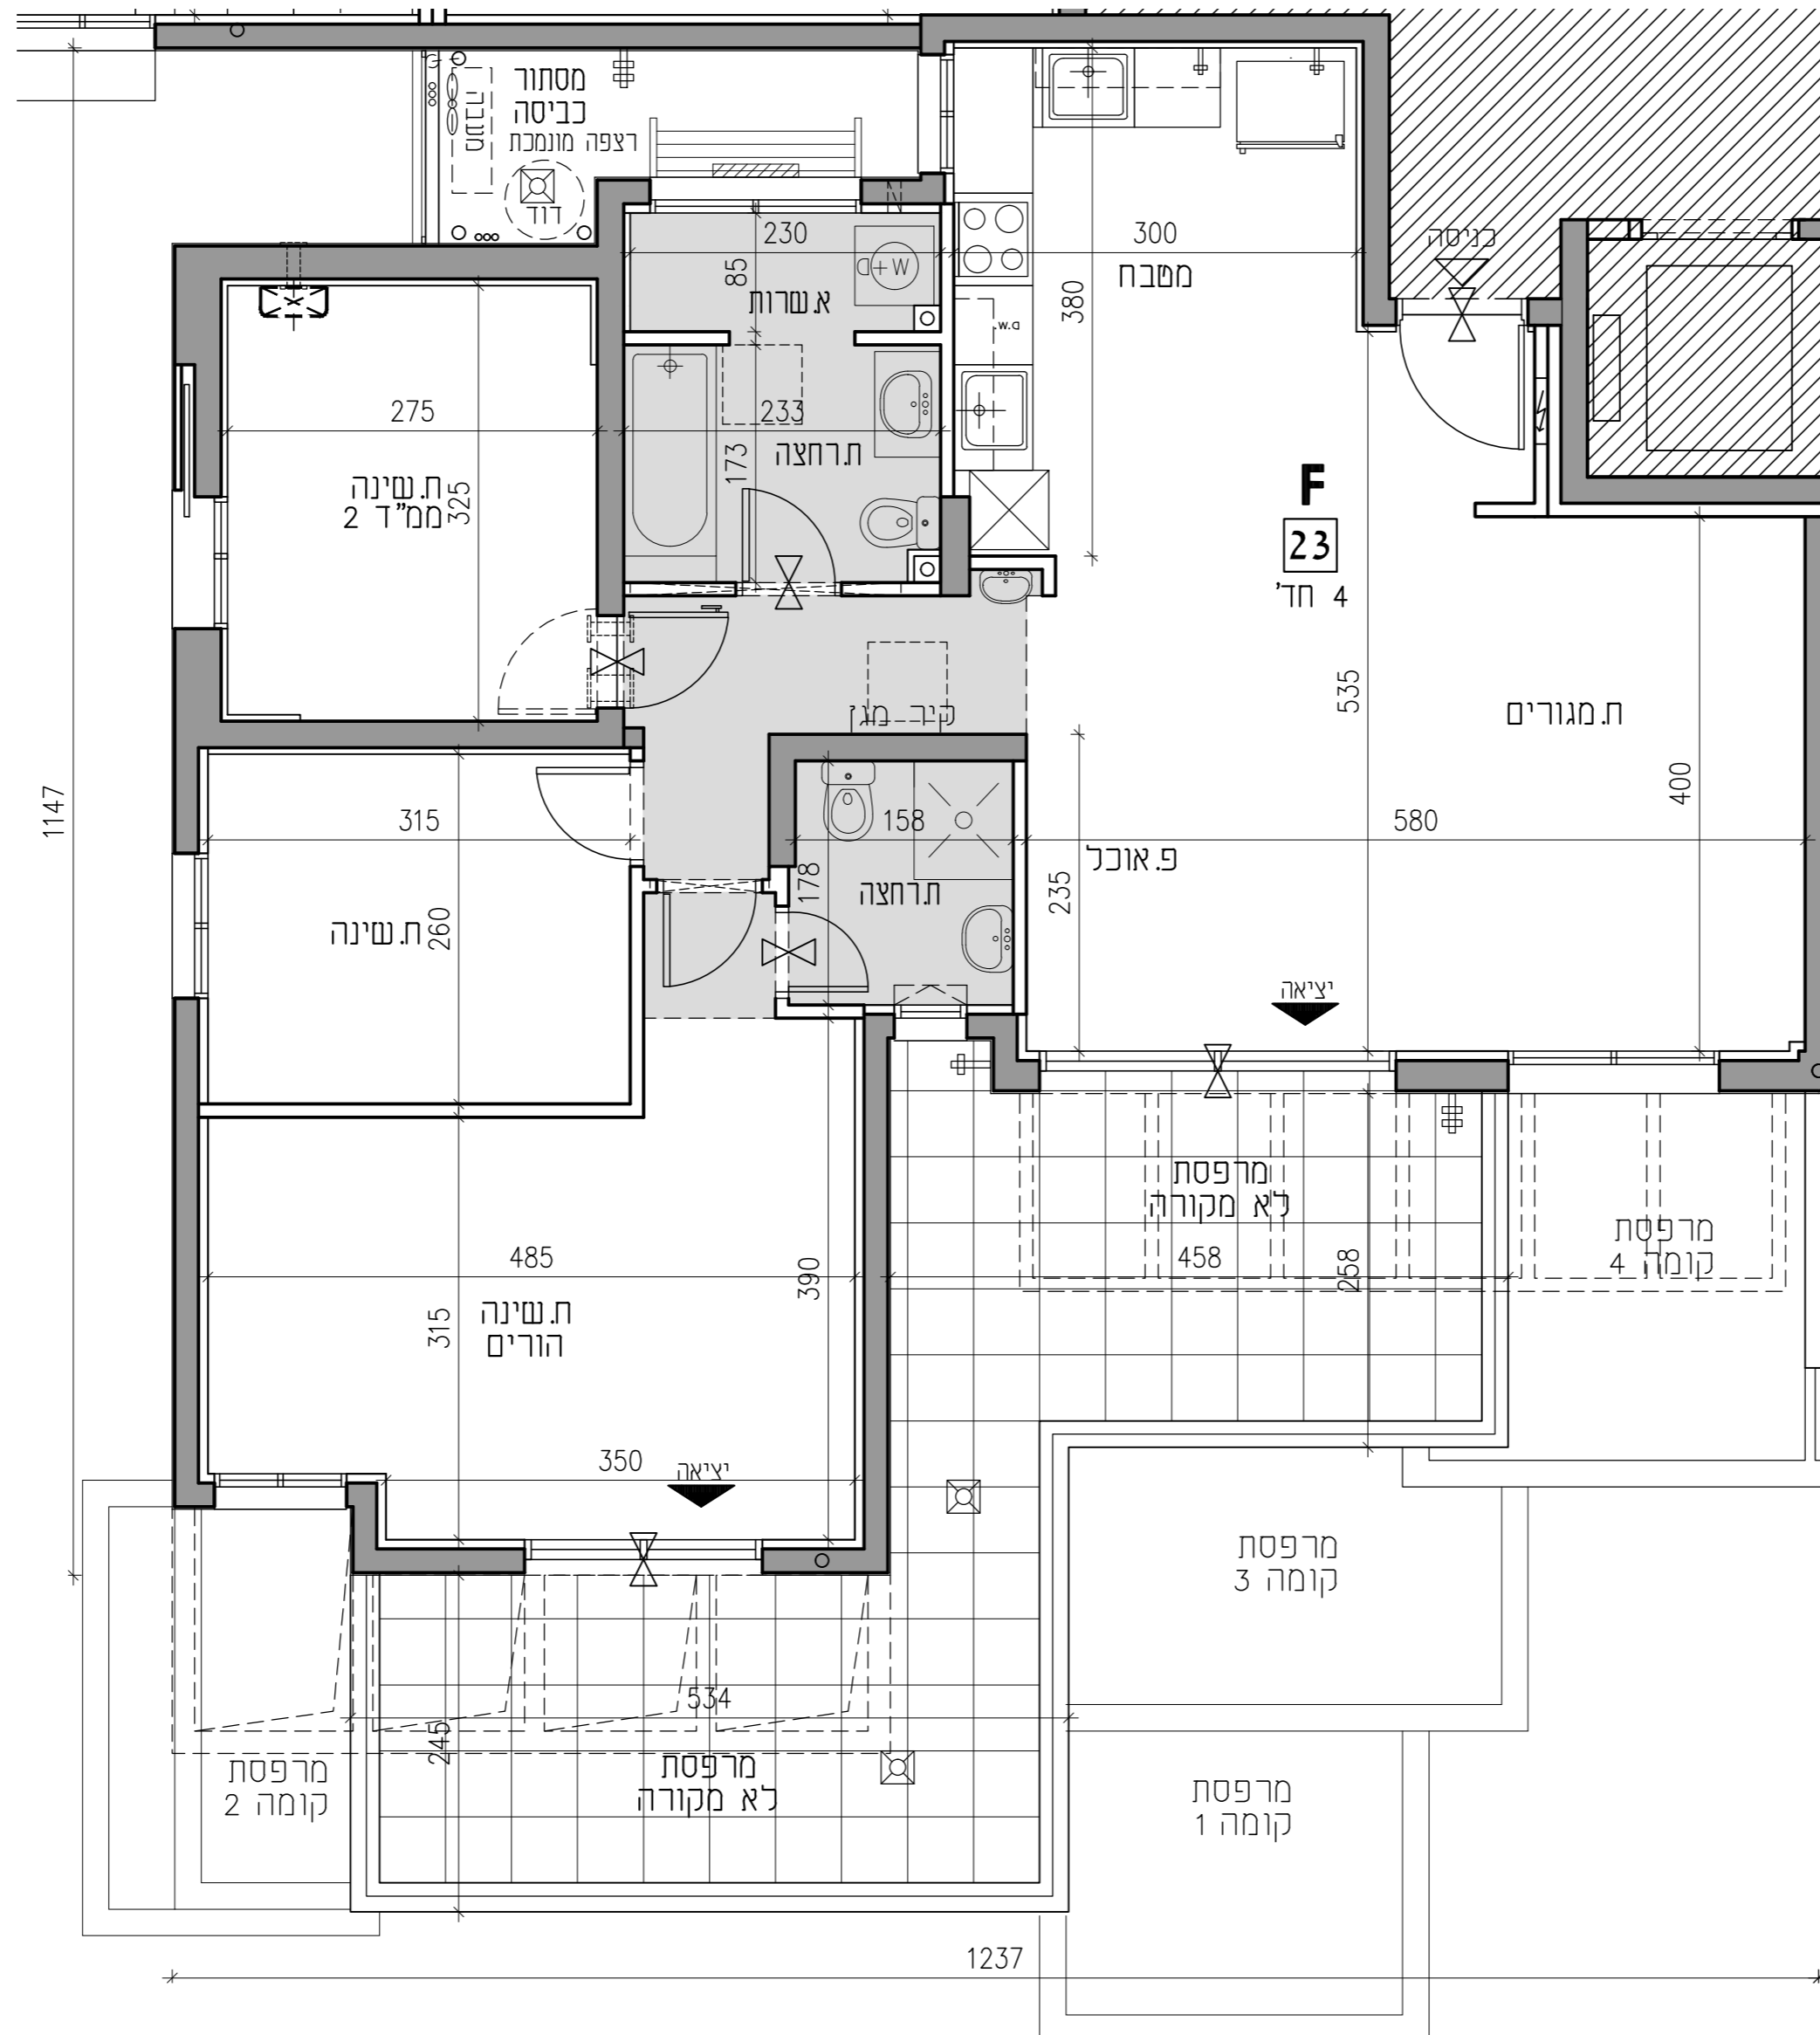 מסתור
כביסה
רצפה מונמכת
מעבה
דוד
230
300
כניסה
מטבח
W+D
85
א.שרות
380
D.W.
275
233
ח.רחצה
173
ח.שינה
ממ"ד 2
325
F
23
4 חד'
535
ח.מגורים
קיר מגן
1147
315
158
580
400
פ.אוכל
235
178
ח.רחצה
ח.שינה
260
יציאה
מרפסת
לא מקורה
458
258
מרפסת
קומה 4
485
390
315
ח.שינה
הורים
350
יציאה
מרפסת
קומה 3
534
245
מרפסת
לא מקורה
מרפסת
קומה 2
מרפסת
קומה 1
1237